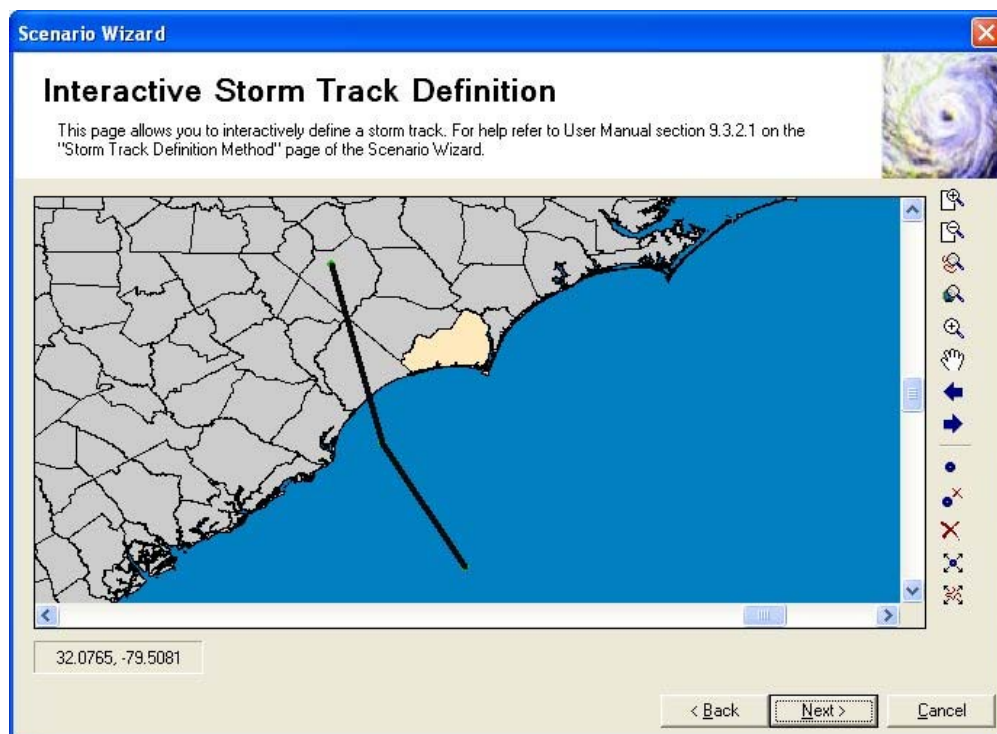 Scenario Wizard
Interactive Storm Track Definition
This page allows you to interactively define a storm track. For help refer to User Manual section 9.3.2.1 on the
"Storm Track Definition Method" page of the Scenario Wizard.
32.0765, -79.5081
< Back
Next >
Cancel